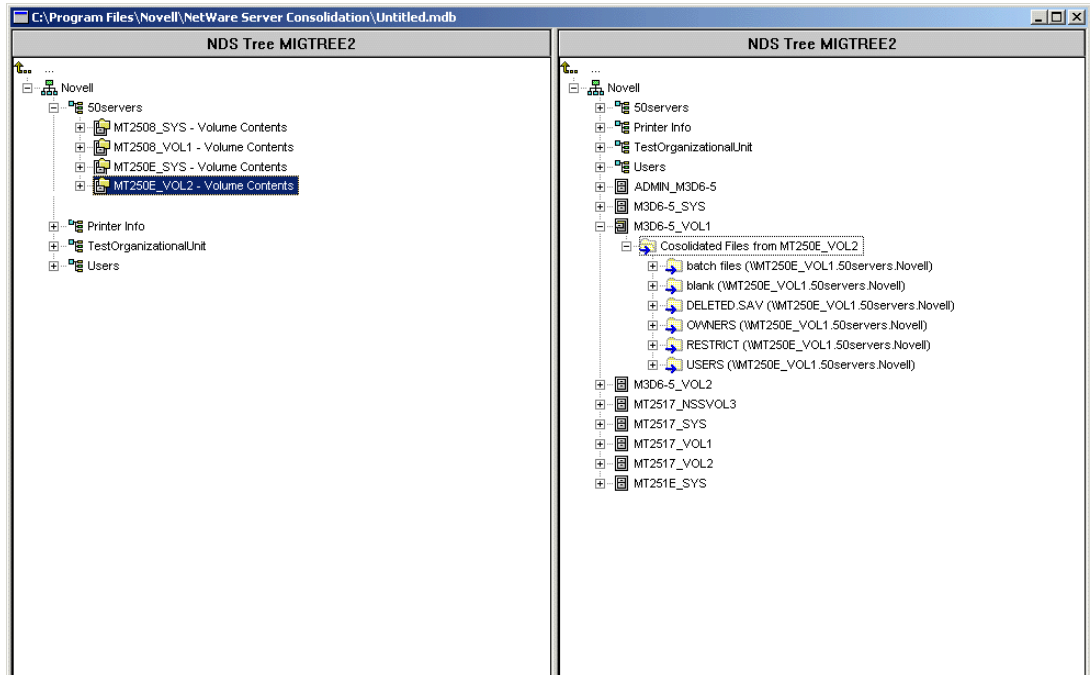 C:\Program Files\Novell\NetWare Server Consolidation\Untitled.mdb
NDS Tree MIGTREE2
...
Novell
50servers
MT2508_SYS - Volume Contents
MT2508_VOL1 - Volume Contents
MT250E_SYS - Volume Contents
MT250E_VOL2 - Volume Contents
Printer Info
TestOrganizationalUnit
Users
NDS Tree MIGTREE2
...
Novell
50servers
Printer Info
TestOrganizationalUnit
Users
ADMIN_M3D6-5
M3D6-5_SYS
M3D6-5_VOL1
Cosolidated Files from MT250E_VOL2
batch files (\\MT250E_VOL1.50servers.Novell)
blank (\\MT250E_VOL1.50servers.Novell)
DELETED.SAV (\\MT250E_VOL1.50servers.Novell)
OWNERS (\\MT250E_VOL1.50servers.Novell)
RESTRICT (\\MT250E_VOL1.50servers.Novell)
USERS (\\MT250E_VOL1.50servers.Novell)
M3D6-5_VOL2
MT2517_NSSVOL3
MT2517_SYS
MT2517_VOL1
MT2517_VOL2
MT251E_SYS